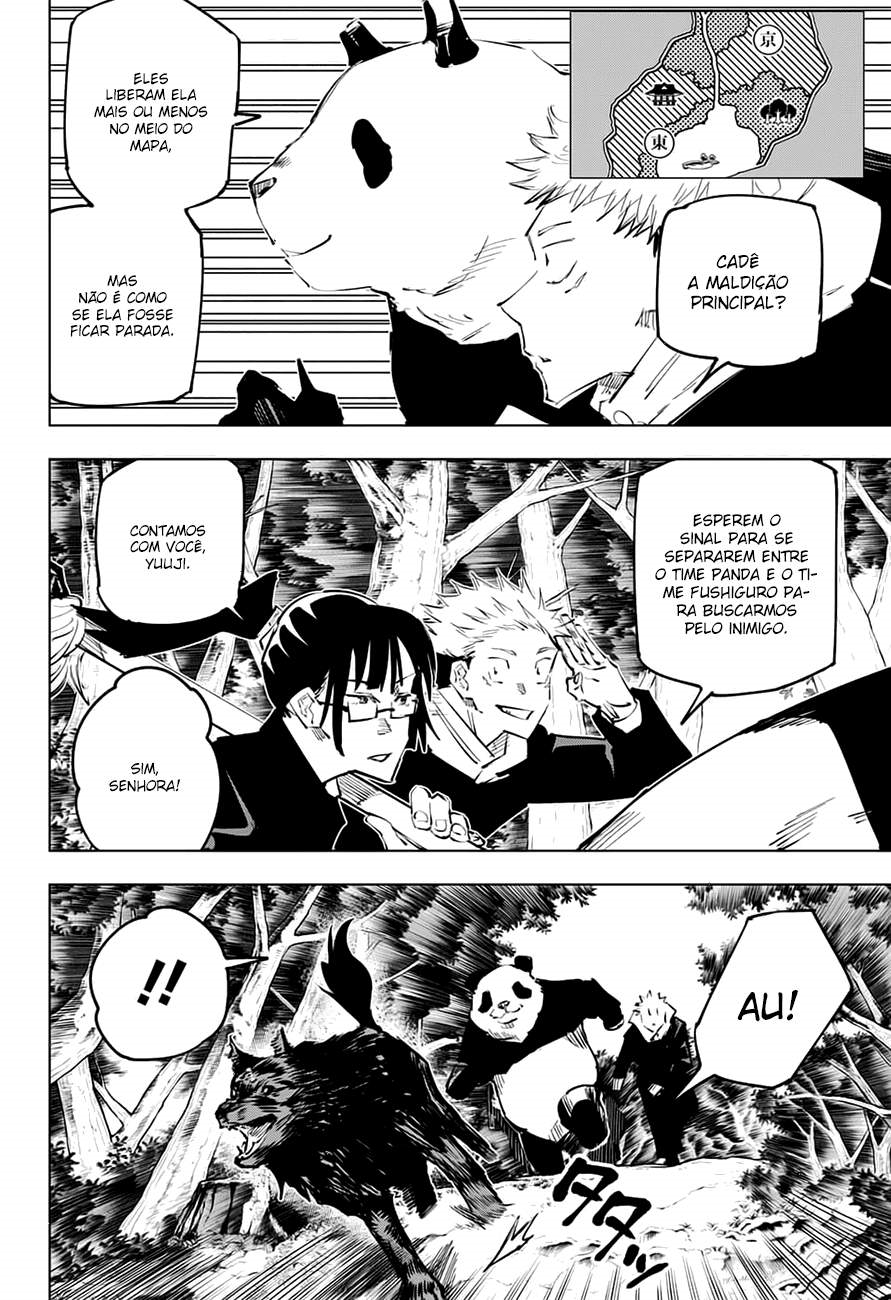 京
東
CADÊ
A MALDIÇÃO
PRINCIPAL?
ELES
LIBERAM ELA
MAIS OU MENOS
NO MEIO DO
MAPA,
MAS
NÃO É COMO
SE ELA FOSSE
FICAR PARADA.
ESPEREM O
SINAL PARA SE
SEPARAREM ENTRE
O TIME PANDA E O TI-
ME FUSHIGURO PA-
RA BUSCARMOS
PELO INIMIGO.
CONTAMOS
COM VOCÊ,
YUUJI.
SIM,
SENHORA!
AU!
!!
タタタッ